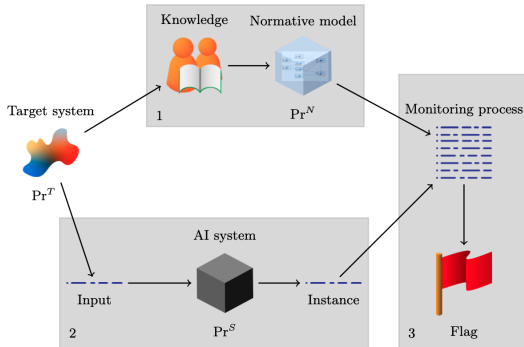 Knowledge
Normative model
1
Pr^N
Target system
Pr^T
Monitoring process
AI system
Input
Instance
2
Pr^S
3
Flag